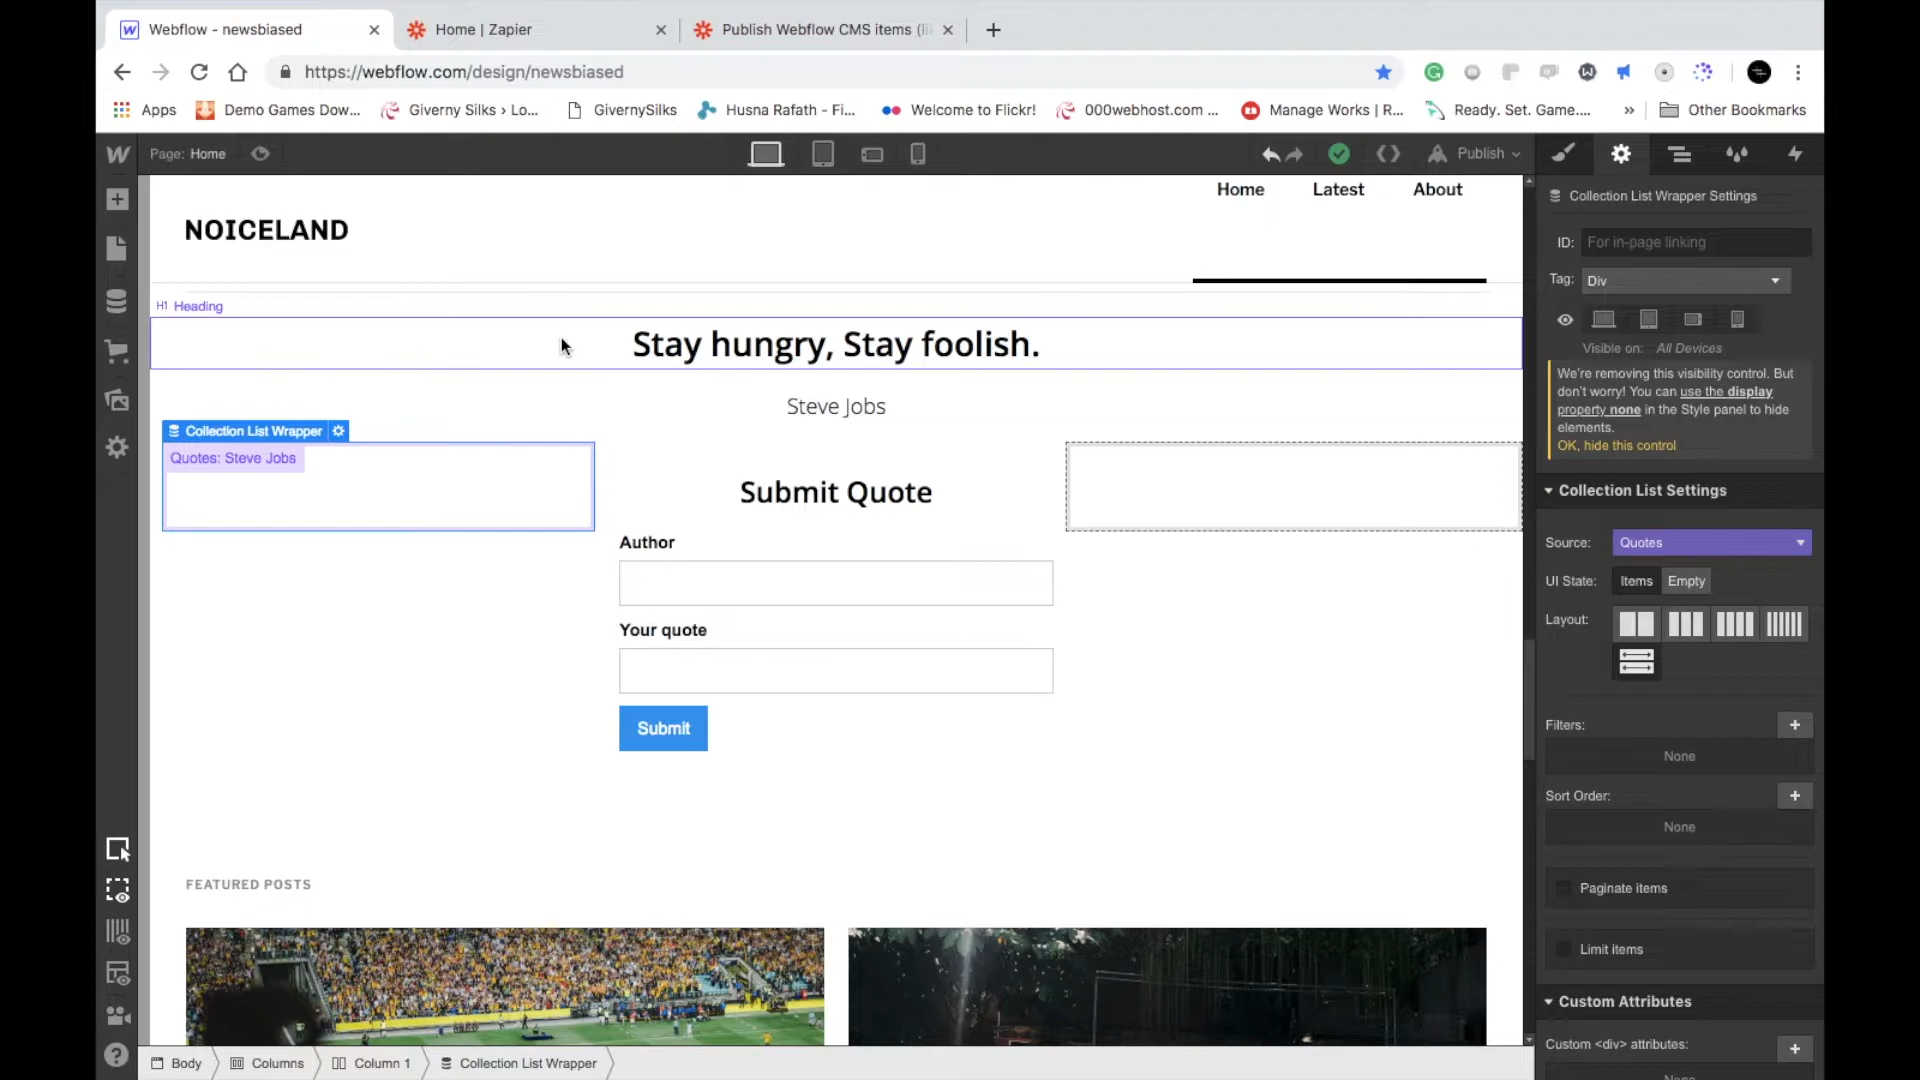 Webflow - newsbiased
Home | Zapier
Publish Webflow CMS items (li
https://webflow.com/design/newsbiased
Apps
Demo Games Dow...
Giverny Silks › Lo...
GivernySilks
Husna Rafath - Fi...
Welcome to Flickr!
000webhost.com ...
Manage Works | R...
Ready. Set. Game....
»
Other Bookmarks
Page: Home
Publish
Home
Latest
About
NOICELAND
H1 Heading
Stay hungry, Stay foolish.
Steve Jobs
Collection List Wrapper
Quotes: Steve Jobs
Submit Quote
Author
Your quote
Submit
FEATURED POSTS
Body
Columns
Column 1
Collection List Wrapper
Collection List Wrapper Settings
ID: For in-page linking
Tag: Div
Visible on: All Devices
We're removing this visibility control. But
don't worry! You can use the display
property none in the Style panel to hide
elements.
OK, hide this control
Collection List Settings
Source: Quotes
UI State: Items Empty
Layout:
Filters:
None
Sort Order:
None
Paginate items
Limit items
Custom Attributes
Custom <div> attributes: